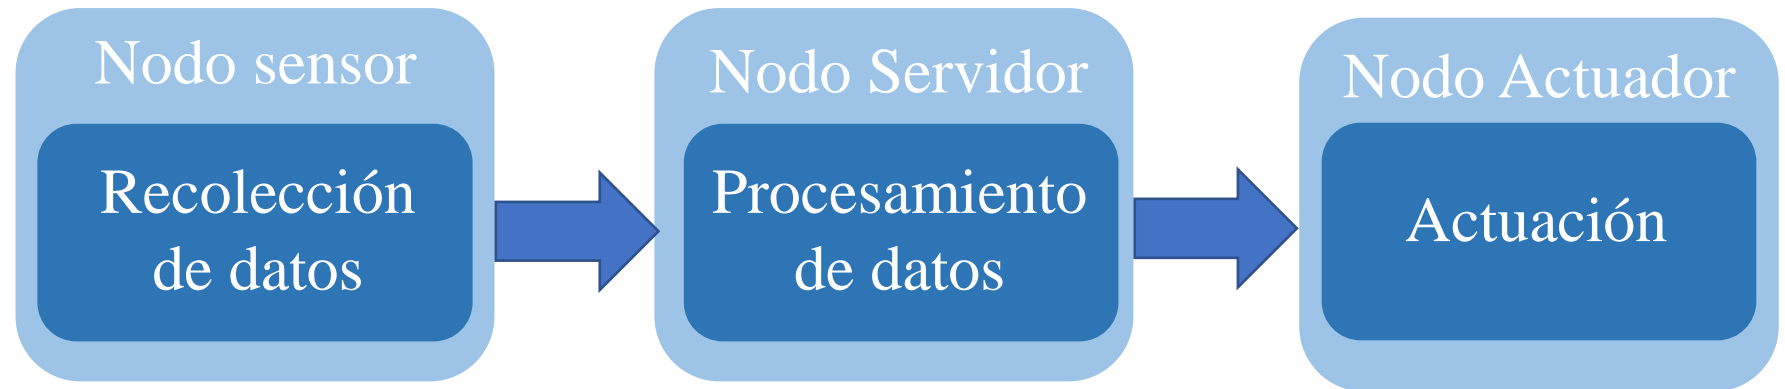 Nodo sensor
Recolección
de datos
Nodo Servidor
Procesamiento
de datos
Nodo Actuador
Actuación